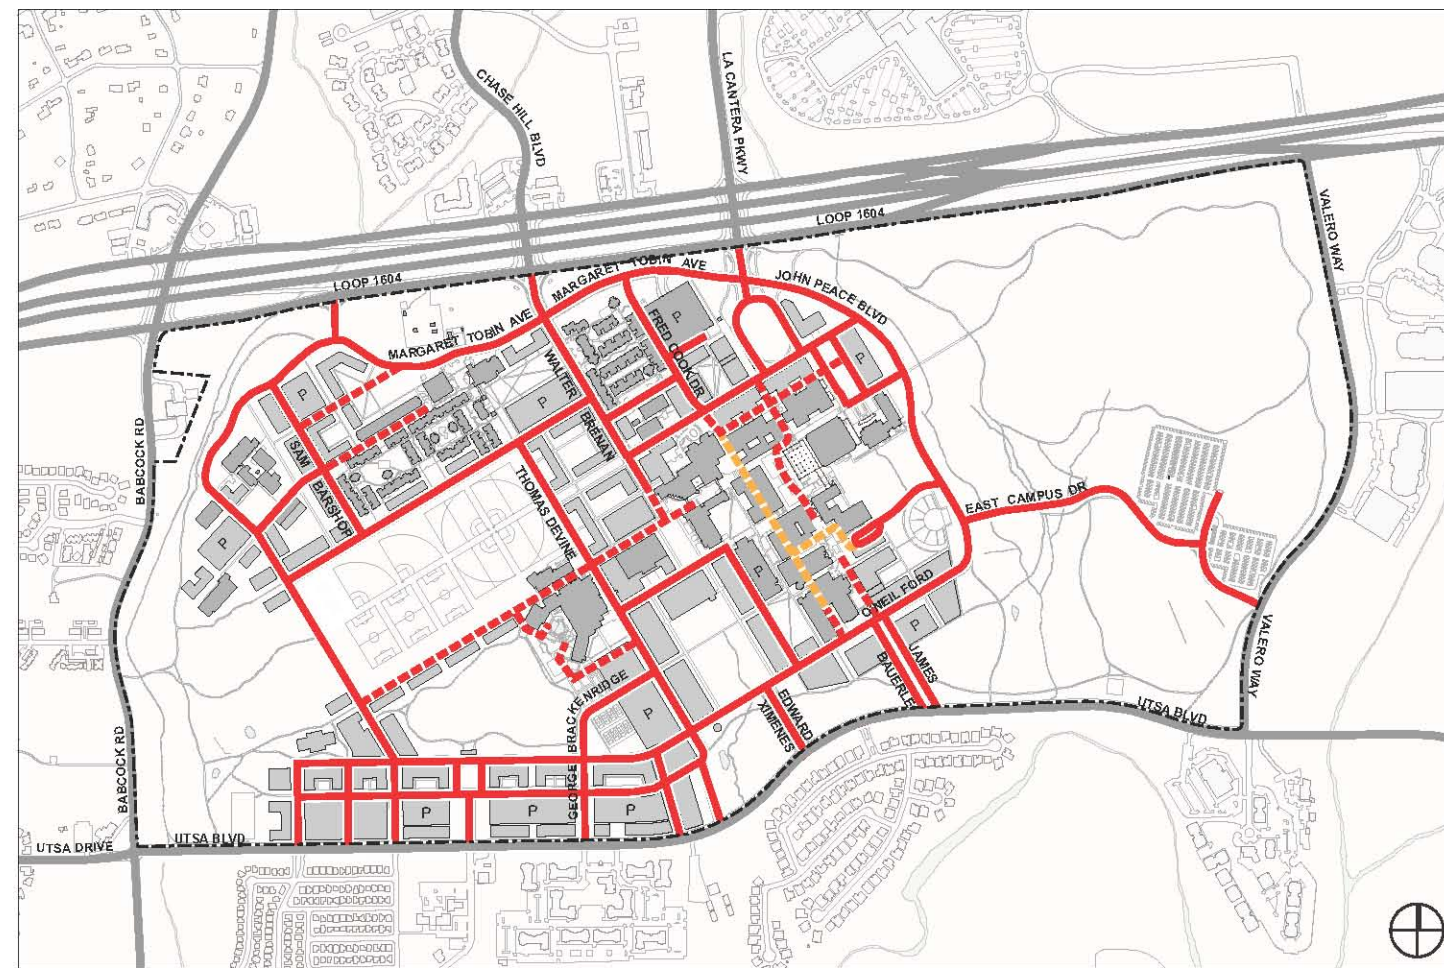 CHASE HILL BLVD
LA CANTERA PKWY
VALERO WAY
LOOP 1604
LOOP 1604
MARGARET TOBIN AVE
JOHN PEACE BLVD
MARGARET TOBIN AVE
FRED COOK DR
P
WALTER BRENAN
P
P
P
BABCOCK RD
SAM BARSHOP
THOMAS DEVINE
EAST CAMPUS DR
P
P
O'NEIL FORD
P
JAMES
BAUERLE
VALERO WAY
GEORGE BRACKENRIDGE
EDWARD XIMENES
P
UTSA BLVD
BABCOCK RD
P
P
P
UTSA BLVD
UTSA DRIVE